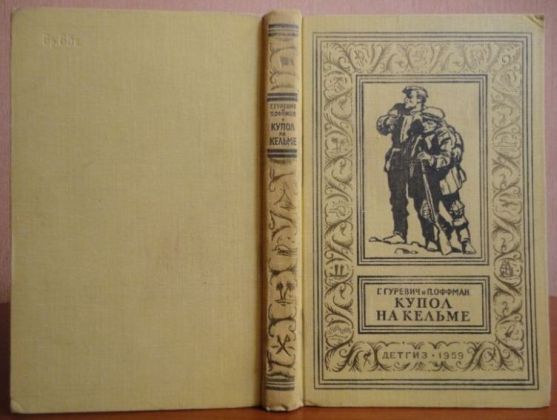 Г. ГУРЕВИЧ
П. ОФФМАН
КУПОЛ
НА
КЕЛЬМЕ
Г. ГУРЕВИЧ и П. ОФФМАН
КУПОЛ
НА КЕЛЬМЕ
ДЕТГИЗ • 1959